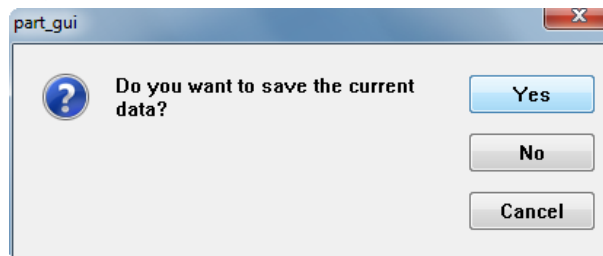 part_gui
Do you want to save the current
data?
Yes
No
Cancel